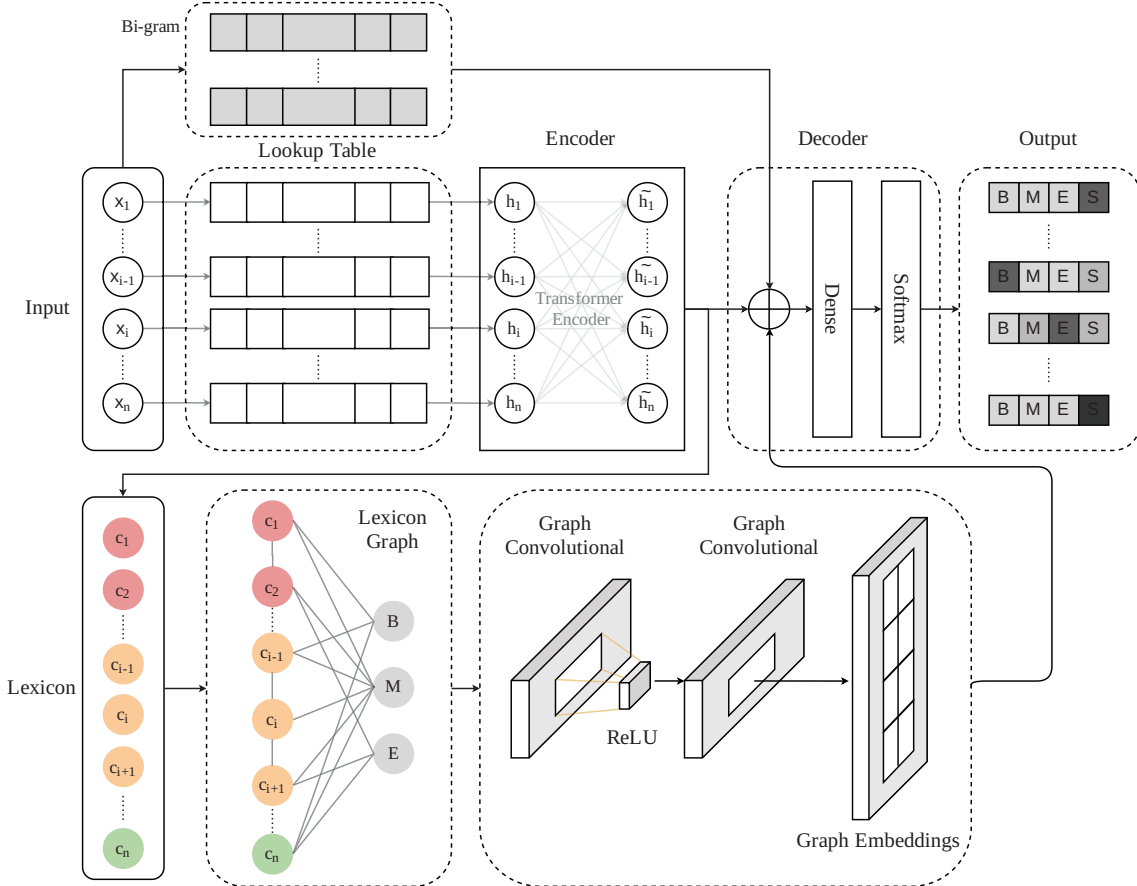 Bi-gram
Lookup Table
Encoder
Decoder
Output
Input
x1
xi-1
xi
xn
h1
hi-1
hi
hn
Transformer
Encoder
h̃1
h̃i-1
h̃i
h̃n
Dense
Softmax
B M E S
B M E S
B M E S
B M E S
Lexicon
c1
c2
ci-1
ci
ci+1
cn
Lexicon
Graph
c1
c2
ci-1
ci
ci+1
cn
B
M
E
Graph
Convolutional
ReLU
Graph
Convolutional
Graph Embeddings